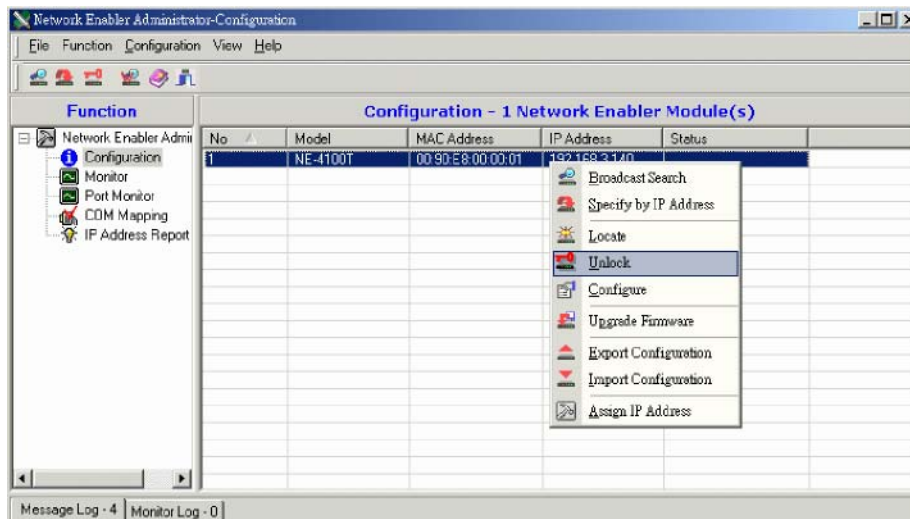 Network Enabler Administrator-Configuration
File Function Configuration View Help
Function
Configuration - 1 Network Enabler Module(s)
Network Enabler Admi
Configuration
Monitor
Port Monitor
COM Mapping
IP Address Report
No Model MAC Address IP Address Status
1 NE-4100T 00:90:E8:00:00:01 192.168.3.140
Broadcast Search
Specify by IP Address
Locate
Unlock
Configure
Upgrade Firmware
Export Configuration
Import Configuration
Assign IP Address
Message Log - 4 Monitor Log - 0